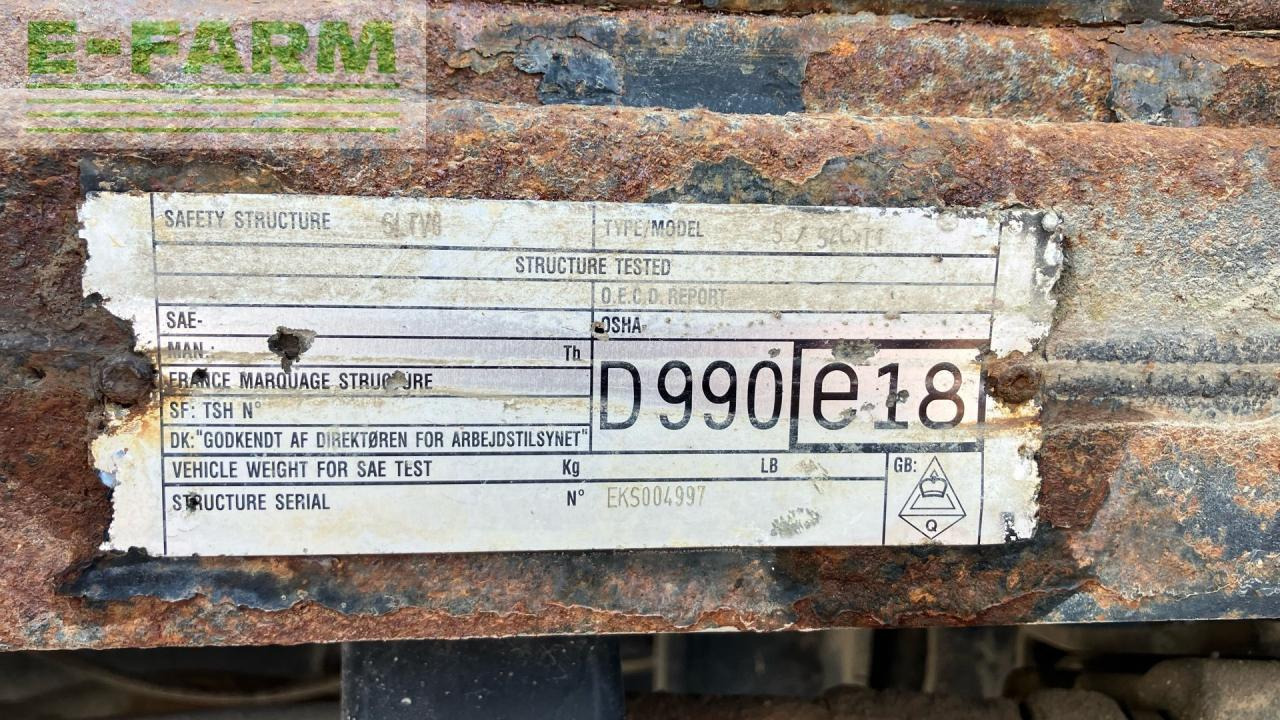 E-FARM
SAFETY STRUCTURE TYPE/MODEL
STRUCTURE TESTED
O.E.C.D. REPORT
SAE- OSHA
MAN.: Th
FRANCE MARQUAGE STRUCTURE
D990 e18
SF: TSH N°
DK:"GODKENDT AF DIREKTØREN FOR ARBEJDSTILSYNET"
VEHICLE WEIGHT FOR SAE TEST Kg LB GB:
STRUCTURE SERIAL N° EKS004997
Q